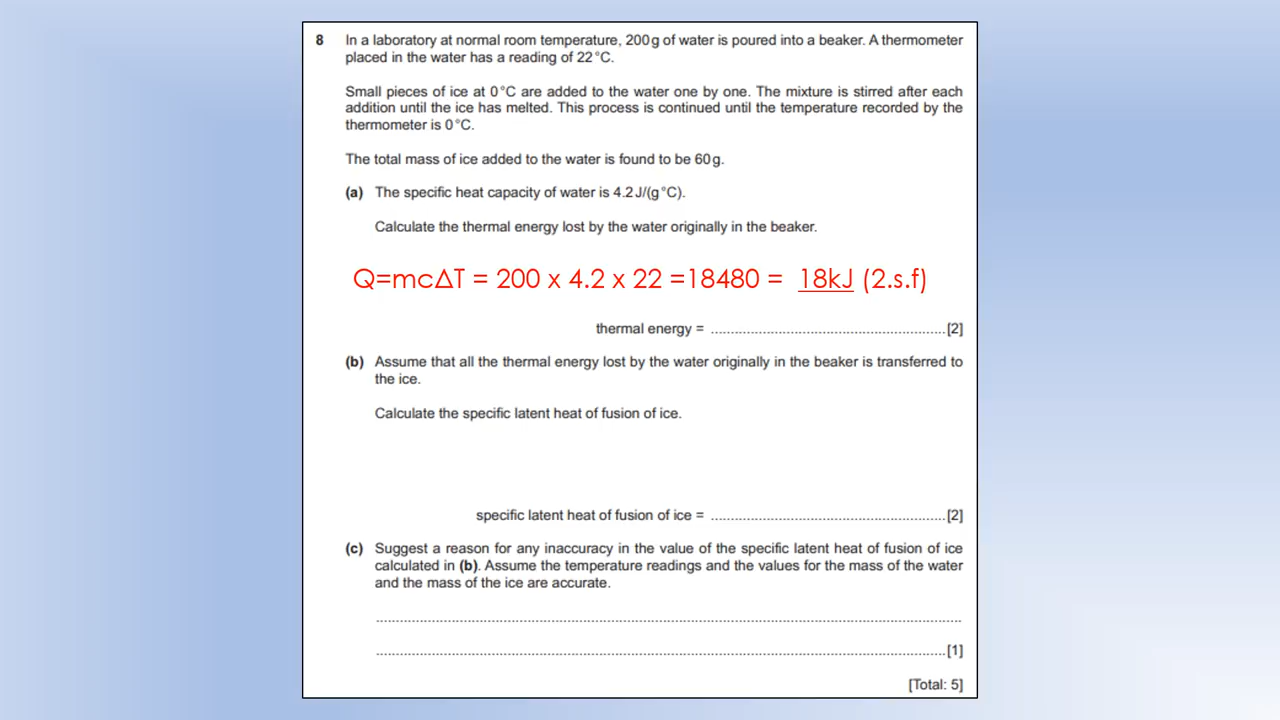 8 In a laboratory at normal room temperature, 200g of water is poured into a beaker. A thermometer
placed in the water has a reading of 22°C.
Small pieces of ice at 0°C are added to the water one by one. The mixture is stirred after each
addition until the ice has melted. This process is continued until the temperature recorded by the
thermometer is 0°C.
The total mass of ice added to the water is found to be 60g.
(a) The specific heat capacity of water is 4.2J/(g°C).
Calculate the thermal energy lost by the water originally in the beaker.
Q=mcΔT = 200 x 4.2 x 22 =18480 = 18kJ (2.s.f)
thermal energy = ..........................................................[2]
(b) Assume that all the thermal energy lost by the water originally in the beaker is transferred to
the ice.
Calculate the specific latent heat of fusion of ice.
specific latent heat of fusion of ice = ..........................................................[2]
(c) Suggest a reason for any inaccuracy in the value of the specific latent heat of fusion of ice
calculated in (b). Assume the temperature readings and the values for the mass of the water
and the mass of the ice are accurate.
..........................................................
..........................................................[1]
[Total: 5]